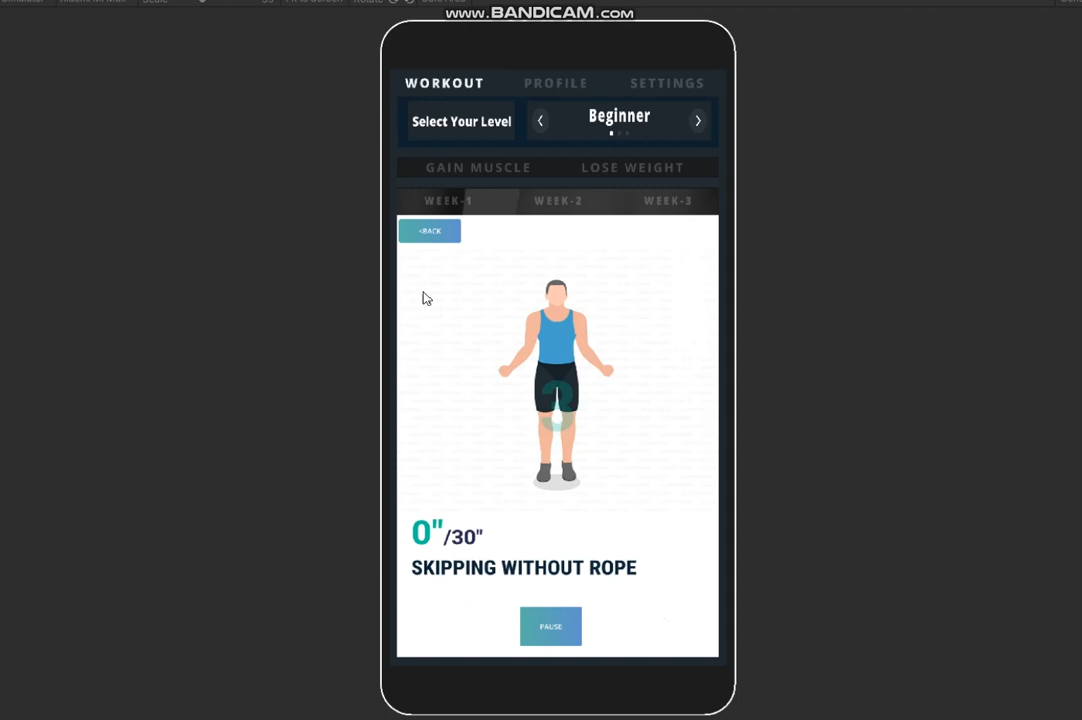 www.BANDICAM.com
WORKOUT PROFILE SETTINGS
Select Your Level Beginner
GAIN MUSCLE LOSE WEIGHT
WEEK-1 WEEK-2 WEEK-3
<BACK
3
0"/30"
SKIPPING WITHOUT ROPE
PAUSE